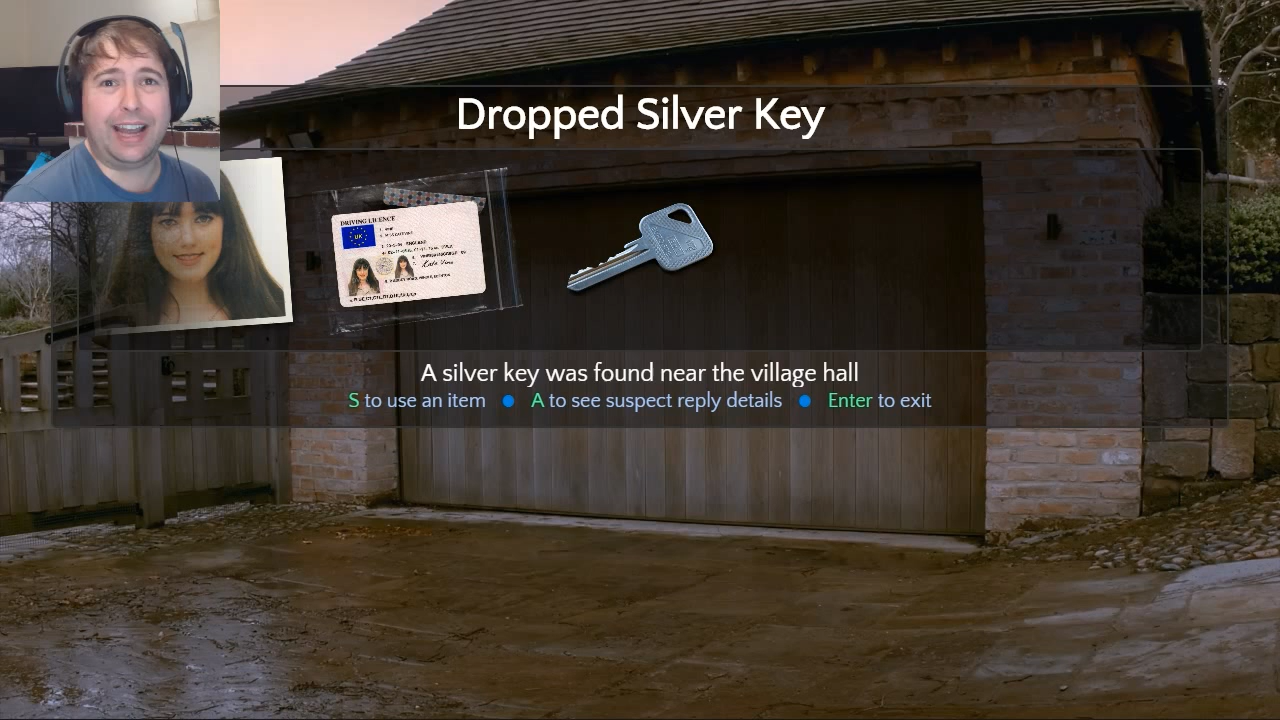 Dropped Silver Key
DRIVING LICENCE
UK
A silver key was found near the village hall
S to use an item ● A to see suspect reply details ● Enter to exit